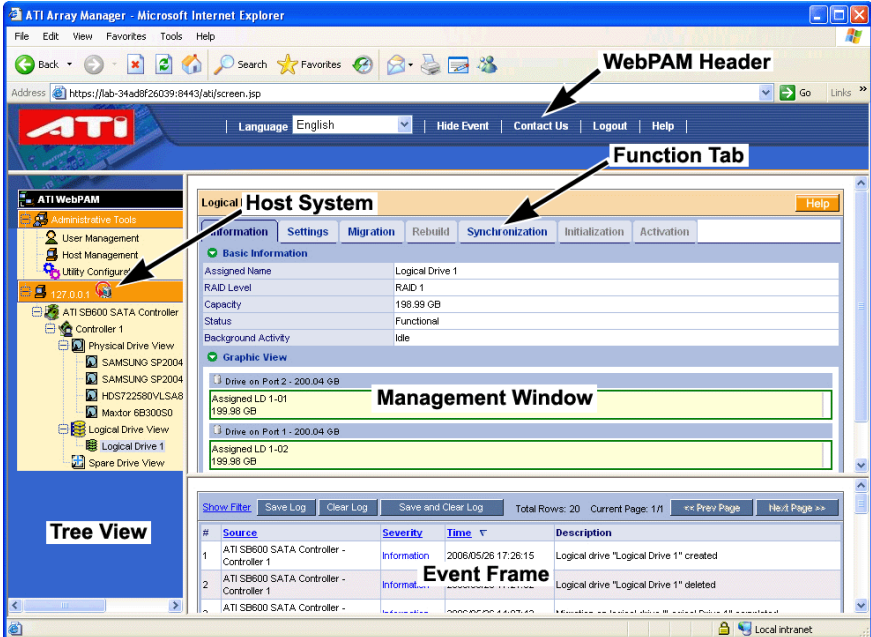 ATI Array Manager - Microsoft Internet Explorer
File Edit View Favorites Tools Help
Back Search Favorites
WebPAM Header
Address https://lab-34ad8f26039:8443/ati/screen.jsp Go Links »
ATI
Language English Hide Event Contact Us Logout Help
Function Tab
ATI WebPAM
Host System
Logical Help
Administrative Tools
Information Settings Migration Rebuild Synchronization Initialization Activation
User Management
Host Management
Utility Configurat
127.0.0.1
ATI SB600 SATA Controller
Controller 1
Physical Drive View
SAMSUNG SP2004
SAMSUNG SP2004
HDS722580VLSA8
Maxtor 6B300S0
Logical Drive View
Logical Drive 1
Spare Drive View
Tree View
Basic Information
Assigned Name Logical Drive 1
RAID Level RAID 1
Capacity 198.99 GB
Status Functional
Background Activity Idle
Graphic View
Drive on Port 2 - 200.04 GB
Assigned LD 1-01
199.98 GB
Management Window
Drive on Port 1 - 200.04 GB
Assigned LD 1-02
199.98 GB
Show Filter Save Log Clear Log Save and Clear Log Total Rows: 20 Current Page: 1/1 << Prev Page Next Page >>
# Source Severity Time Description
1 ATI SB600 SATA Controller - Controller 1 Information 2006/05/26 17:26:15 Logical drive "Logical Drive 1" created
2 ATI SB600 SATA Controller - Controller 1 Logical drive "Logical Drive 1" deleted
Event Frame
ATI SB600 SATA Controller -
Local intranet